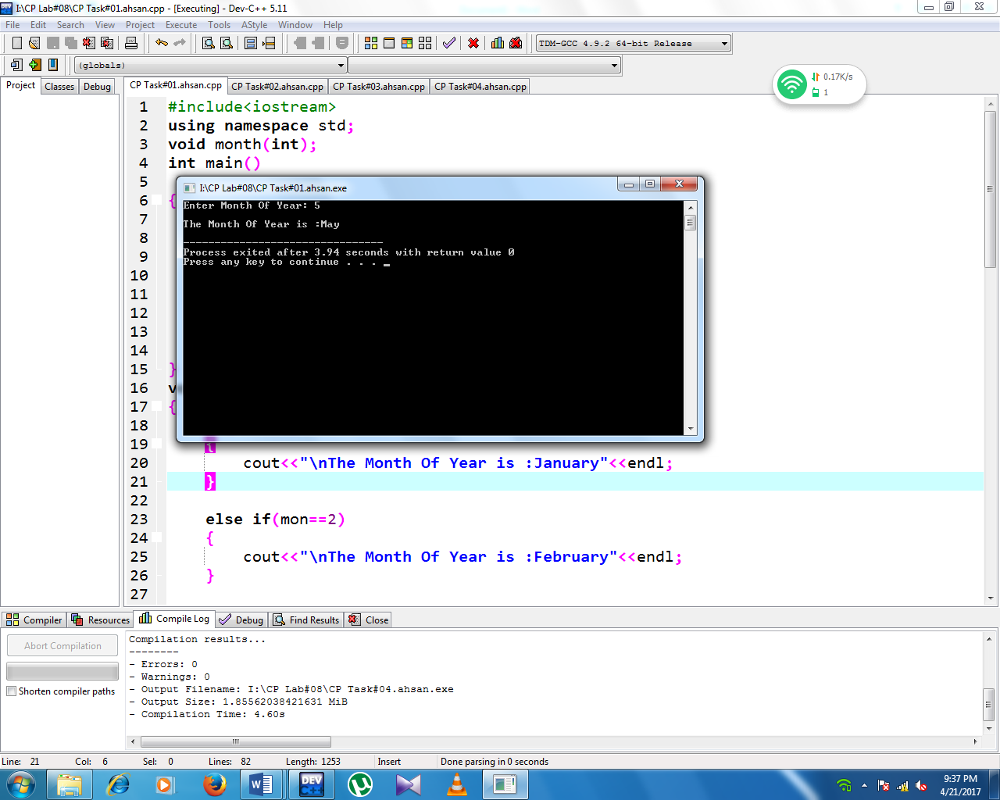 I:\CP Lab#08\CP Task#01.ahsan.cpp - [Executing] - Dev-C++ 5.11
File Edit Search View Project Execute Tools AStyle Window Help
TDM-GCC 4.9.2 64-bit Release
(globals)
Project Classes Debug
CP Task#01.ahsan.cpp CP Task#02.ahsan.cpp CP Task#03.ahsan.cpp CP Task#04.ahsan.cpp
0.17K/s
1
1 #include<iostream>
2 using namespace std;
3 void month(int);
4 int main()
5
6 {
7
8
9
10
11
12
13
14
15 }
16 v
17 {
18
19 {
20 cout<<"\nThe Month Of Year is :January"<<endl;
21 }
22
23 else if(mon==2)
24 {
25 cout<<"\nThe Month Of Year is :February"<<endl;
26 }
27
I:\CP Lab#08\CP Task#01.ahsan.exe
Enter Month Of Year: 5
The Month Of Year is :May
--------------------------------
Process exited after 3.94 seconds with return value 0
Press any key to continue . . . _
Compiler Resources Compile Log Debug Find Results Close
Abort Compilation
Shorten compiler paths
Compilation results...
--------
- Errors: 0
- Warnings: 0
- Output Filename: I:\CP Lab#08\CP Task#04.ahsan.exe
- Output Size: 1.85562038421631 MiB
- Compilation Time: 4.60s
Line: 21 Col: 6 Sel: 0 Lines: 82 Length: 1253 Insert Done parsing in 0 seconds
W
DEV C++
9:37 PM
4/21/2017